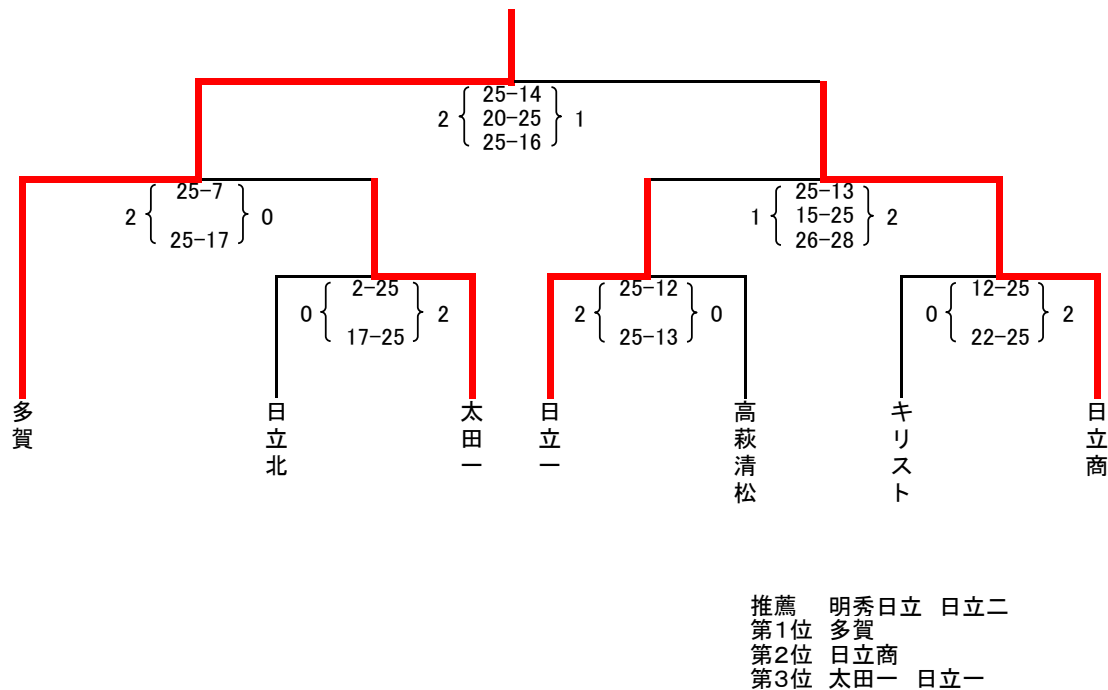 25-14
2 20-25 1
25-16
25-7
2 0
25-17
25-13
1 15-25 2
26-28
2-25
0 2
17-25
25-12
2 0
25-13
12-25
0 2
22-25
多賀
日立北
太田一
日立一
高萩清松
キリスト
日立商
推薦 明秀日立 日立二
第1位 多賀
第2位 日立商
第3位 太田一 日立一